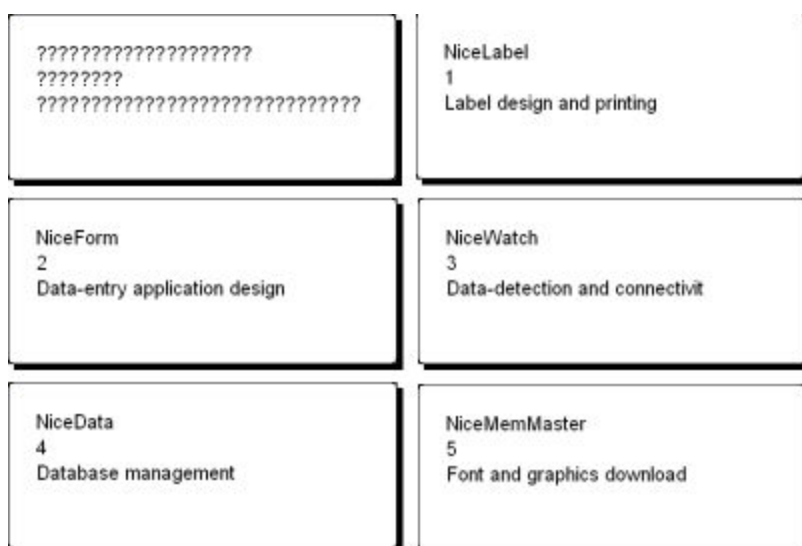 ????????????????????
????????
??????????????????????????????
NiceLabel
1
Label design and printing
NiceForm
2
Data-entry application design
NiceWatch
3
Data-detection and connectivit
NiceData
4
Database management
NiceMemMaster
5
Font and graphics download